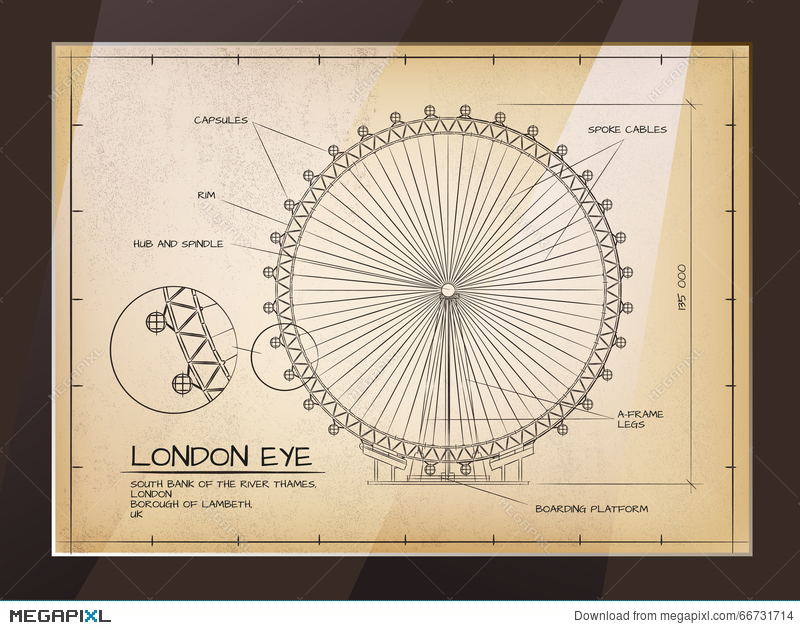 CAPSULES
SPOKE CABLES
RIM
HUB AND SPINDLE
135 000
A-FRAME
LEGS
LONDON EYE
SOUTH BANK OF THE RIVER THAMES,
LONDON
BOROUGH OF LAMBETH,
UK
BOARDING PLATFORM
MEGAPIXL
Download from megapixl.com/66731714